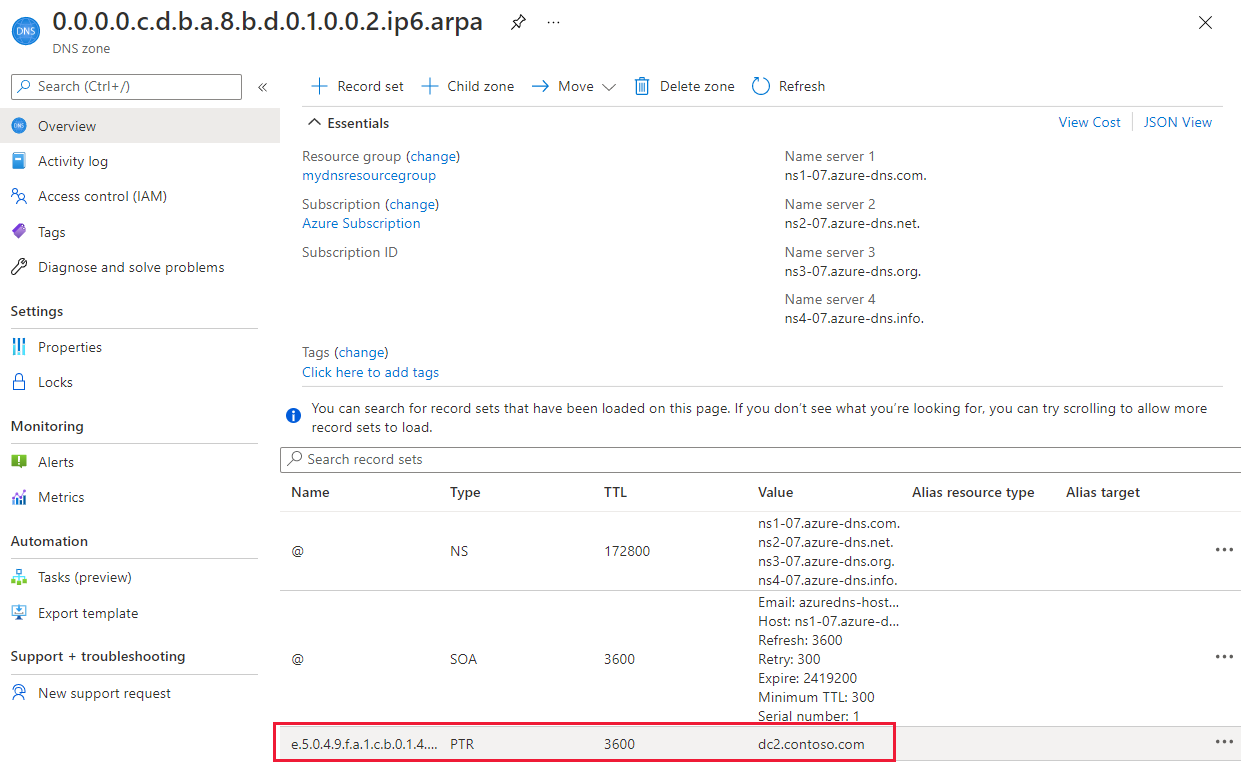 DNS
0.0.0.0.c.d.b.a.8.b.d.0.1.0.0.2.ip6.arpa
DNS zone
Search (Ctrl+/)
Overview
Activity log
Access control (IAM)
Tags
Diagnose and solve problems
Settings
Properties
Locks
Monitoring
Alerts
Metrics
Automation
Tasks (preview)
Export template
Support + troubleshooting
New support request
Record set
Child zone
Move
Delete zone
Refresh
Essentials
View Cost
JSON View
Resource group (change)
mydnsresourcegroup
Subscription (change)
Azure Subscription
Subscription ID
Name server 1
ns1-07.azure-dns.com.
Name server 2
ns2-07.azure-dns.net.
Name server 3
ns3-07.azure-dns.org.
Name server 4
ns4-07.azure-dns.info.
Tags (change)
Click here to add tags
You can search for record sets that have been loaded on this page. If you don't see what you're looking for, you can try scrolling to allow more
record sets to load.
Search record sets
Name Type TTL Value Alias resource type Alias target
@ NS 172800
ns1-07.azure-dns.com.
ns2-07.azure-dns.net.
ns3-07.azure-dns.org.
ns4-07.azure-dns.info.
@ SOA 3600
Email: azuredns-host...
Host: ns1-07.azure-d...
Refresh: 3600
Retry: 300
Expire: 2419200
Minimum TTL: 300
Serial number: 1
e.5.0.4.9.f.a.1.c.b.0.1.4.... PTR 3600 dc2.contoso.com